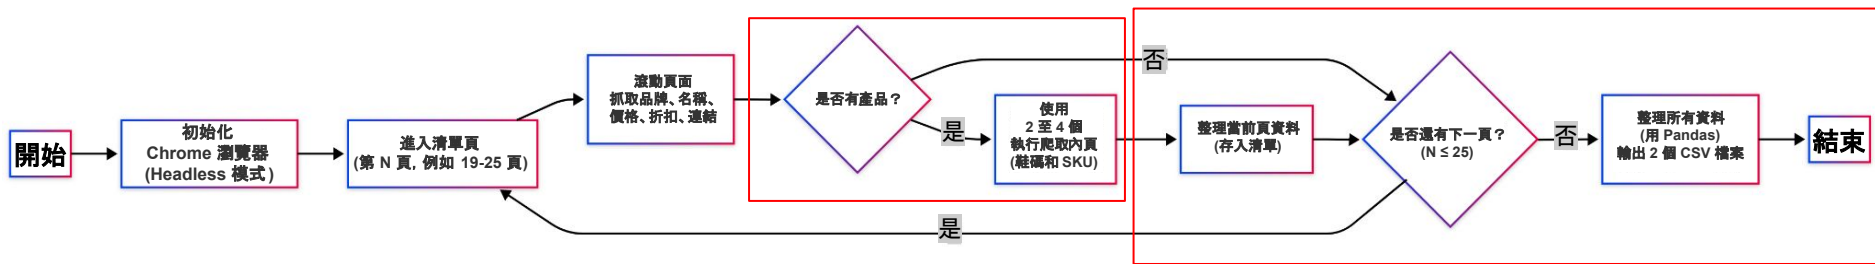 開始
初始化
Chrome 瀏覽器
(Headless 模式)
進入清單頁
(第 N 頁, 例如 19-25 頁)
滾動頁面
抓取品牌、名稱、
價格、折扣、連結
是否有產品？
否
是
使用
2 至 4 個
執行爬取內頁
(鞋碼和 SKU)
整理當前頁資料
(存入清單)
是否還有下一頁？
(N ≤ 25)
是
否
整理所有資料
(用 Pandas)
輸出 2 個 CSV 檔案
結束